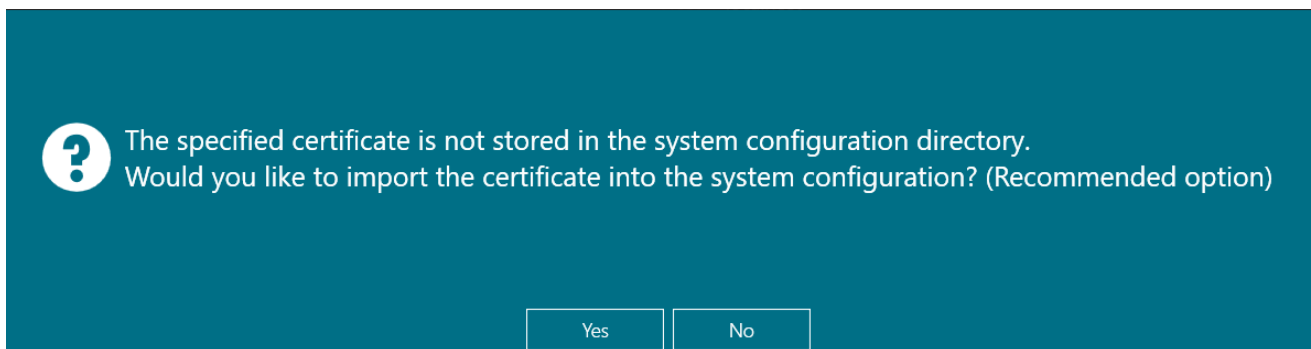 The specified certificate is not stored in the system configuration directory.
Would you like to import the certificate into the system configuration? (Recommended option)
Yes
No